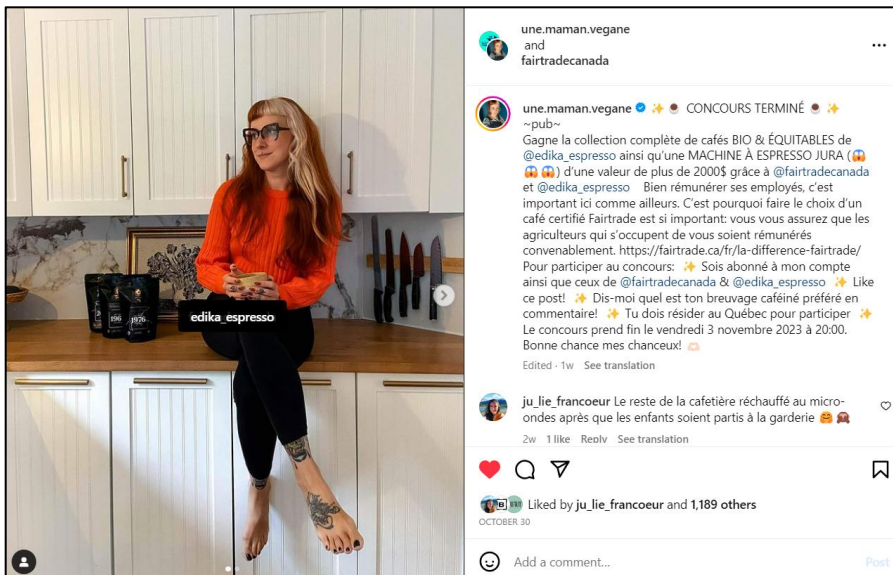 une.maman.vegane
and
fairtradecanada
une.maman.vegane ✨ ☕ CONCOURS TERMINÉ ☕ ✨
~pub~
Gagne la collection complète de cafés BIO & ÉQUITABLES de
@edika_espresso ainsi qu'une MACHINE À ESPRESSO JURA (😱
😱 😱) d'une valeur de plus de 2000$ grâce à @fairtradecanada
et @edika_espresso Bien rémunérer ses employés, c'est
important ici comme ailleurs. C'est pourquoi faire le choix d'un
café certifié Fairtrade est si important: vous vous assurez que les
agriculteurs qui s'occupent de vous soient rémunérés
convenablement. https://fairtrade.ca/fr/la-difference-fairtrade/
Pour participer au concours: ✨ Sois abonné à mon compte
ainsi que ceux de @fairtradecanada & @edika_espresso ✨ Like
ce post! ✨ Dis-moi quel est ton breuvage caféiné préféré en
commentaire! ✨ Tu dois résider au Québec pour participer ✨
Le concours prend fin le vendredi 3 novembre 2023 à 20:00.
Bonne chance mes chanceux! 🫶🏻
Edited · 1w See translation
ju_lie_francoeur Le reste de la cafetière réchauffé au micro-
ondes après que les enfants soient partis à la garderie 🤗 🙈
2w 1 like Reply See translation
Liked by ju_lie_francoeur and 1,189 others
OCTOBER 30
Add a comment...
Post
edika_espresso
196
1976